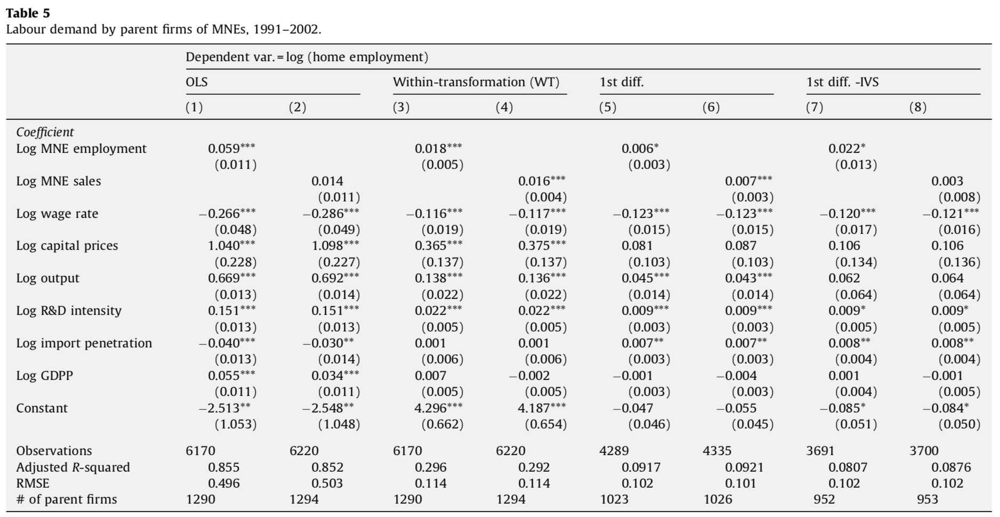 Table 5
Labour demand by parent firms of MNEs, 1991–2002.
Dependent var. = log (home employment)
OLS Within-transformation (WT) 1st diff. 1st diff. -IVS
(1) (2) (3) (4) (5) (6) (7) (8)
Coefficient
Log MNE employment 0.059*** 0.018*** 0.006* 0.022*
(0.011) (0.005) (0.003) (0.013)
Log MNE sales 0.014 0.016*** 0.007*** 0.003
(0.011) (0.004) (0.003) (0.008)
Log wage rate −0.266*** −0.286*** −0.116*** −0.117*** −0.123*** −0.123*** −0.120*** −0.121***
(0.048) (0.049) (0.019) (0.019) (0.015) (0.015) (0.017) (0.016)
Log capital prices 1.040*** 1.098*** 0.365*** 0.375*** 0.081 0.087 0.106 0.106
(0.228) (0.227) (0.137) (0.137) (0.103) (0.103) (0.134) (0.136)
Log output 0.669*** 0.692*** 0.138*** 0.136*** 0.045*** 0.043*** 0.062 0.064
(0.013) (0.014) (0.022) (0.022) (0.014) (0.014) (0.064) (0.064)
Log R&D intensity 0.151*** 0.151*** 0.022*** 0.022*** 0.009*** 0.009*** 0.009* 0.009*
(0.013) (0.013) (0.005) (0.005) (0.003) (0.003) (0.005) (0.005)
Log import penetration −0.040*** −0.030** 0.001 0.001 0.007** 0.007** 0.008** 0.008**
(0.013) (0.014) (0.006) (0.006) (0.003) (0.003) (0.004) (0.004)
Log GDPP 0.055*** 0.034*** 0.007 −0.002 −0.001 −0.004 0.001 −0.001
(0.011) (0.011) (0.005) (0.005) (0.003) (0.003) (0.004) (0.005)
Constant −2.513** −2.548** 4.296*** 4.187*** −0.047 −0.055 −0.085* −0.084*
(1.053) (1.048) (0.662) (0.654) (0.046) (0.045) (0.051) (0.050)
Observations 6170 6220 6170 6220 4289 4335 3691 3700
Adjusted R-squared 0.855 0.852 0.296 0.292 0.0917 0.0921 0.0807 0.0876
RMSE 0.496 0.503 0.114 0.114 0.102 0.101 0.102 0.102
# of parent firms 1290 1294 1290 1294 1023 1026 952 953